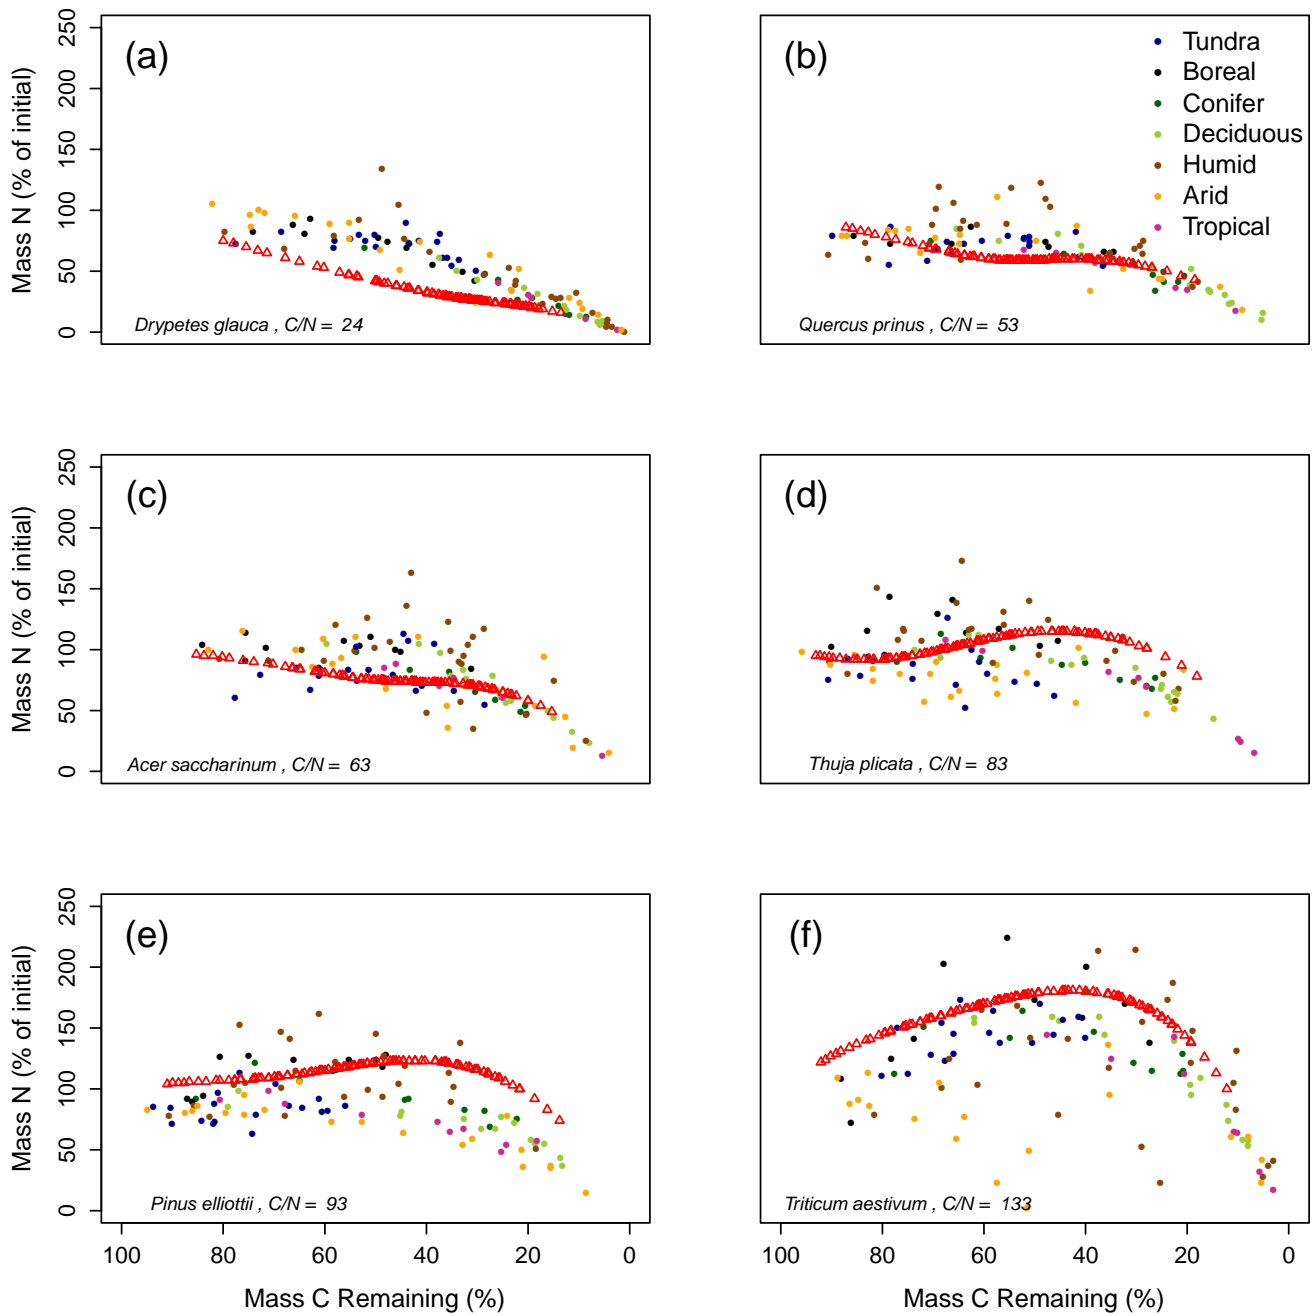 (a)
250
200
150
100
50
0
Mass N (% of initial)
Drypetes glauca , C/N = 24
(b)
Tundra
Boreal
Conifer
Deciduous
Humid
Arid
Tropical
Quercus prinus , C/N = 53
(c)
250
200
150
100
50
0
Mass N (% of initial)
Acer saccharinum , C/N = 63
(d)
Thuja plicata , C/N = 83
(e)
250
200
150
100
50
0
Mass N (% of initial)
Pinus elliottii , C/N = 93
100 80 60 40 20 0
Mass C Remaining (%)
(f)
Triticum aestivum , C/N = 133
100 80 60 40 20 0
Mass C Remaining (%)